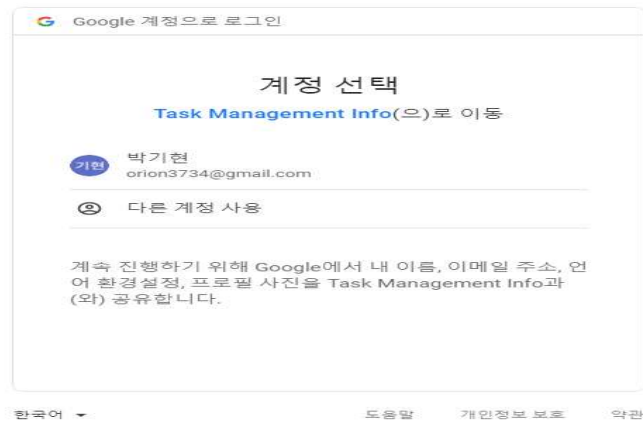 Google 계정으로 로그인
계정 선택
Task Management Info(으)로 이동
기현
박기현
orion3734@gmail.com
다른 계정 사용
계속 진행하기 위해 Google에서 내 이름, 이메일 주소, 언
어 환경설정, 프로필 사진을 Task Management Info과
(와) 공유합니다.
한국어
도움말 개인정보 보호 약관